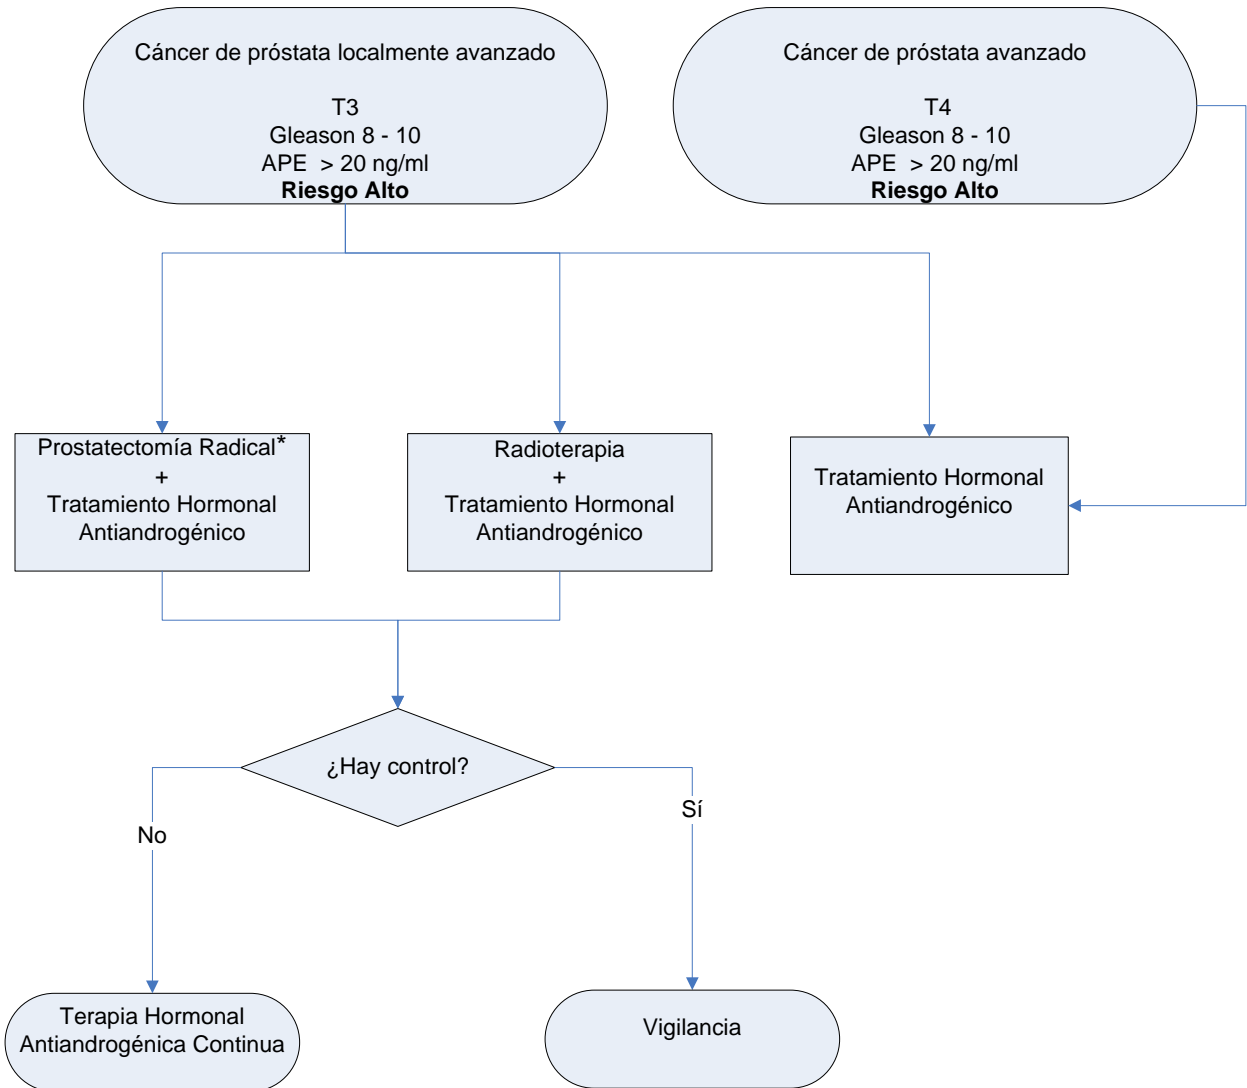 Cáncer de próstata localmente avanzado
T3
Gleason 8 - 10
APE > 20 ng/ml
Riesgo Alto
Cáncer de próstata avanzado
T4
Gleason 8 - 10
APE > 20 ng/ml
Riesgo Alto
Prostatectomía Radical*
+
Tratamiento Hormonal
Antiandrogénico
Radioterapia
+
Tratamiento Hormonal
Antiandrogénico
Tratamiento Hormonal
Antiandrogénico
¿Hay control?
No
Sí
Terapia Hormonal
Antiandrogénica Continua
Vigilancia